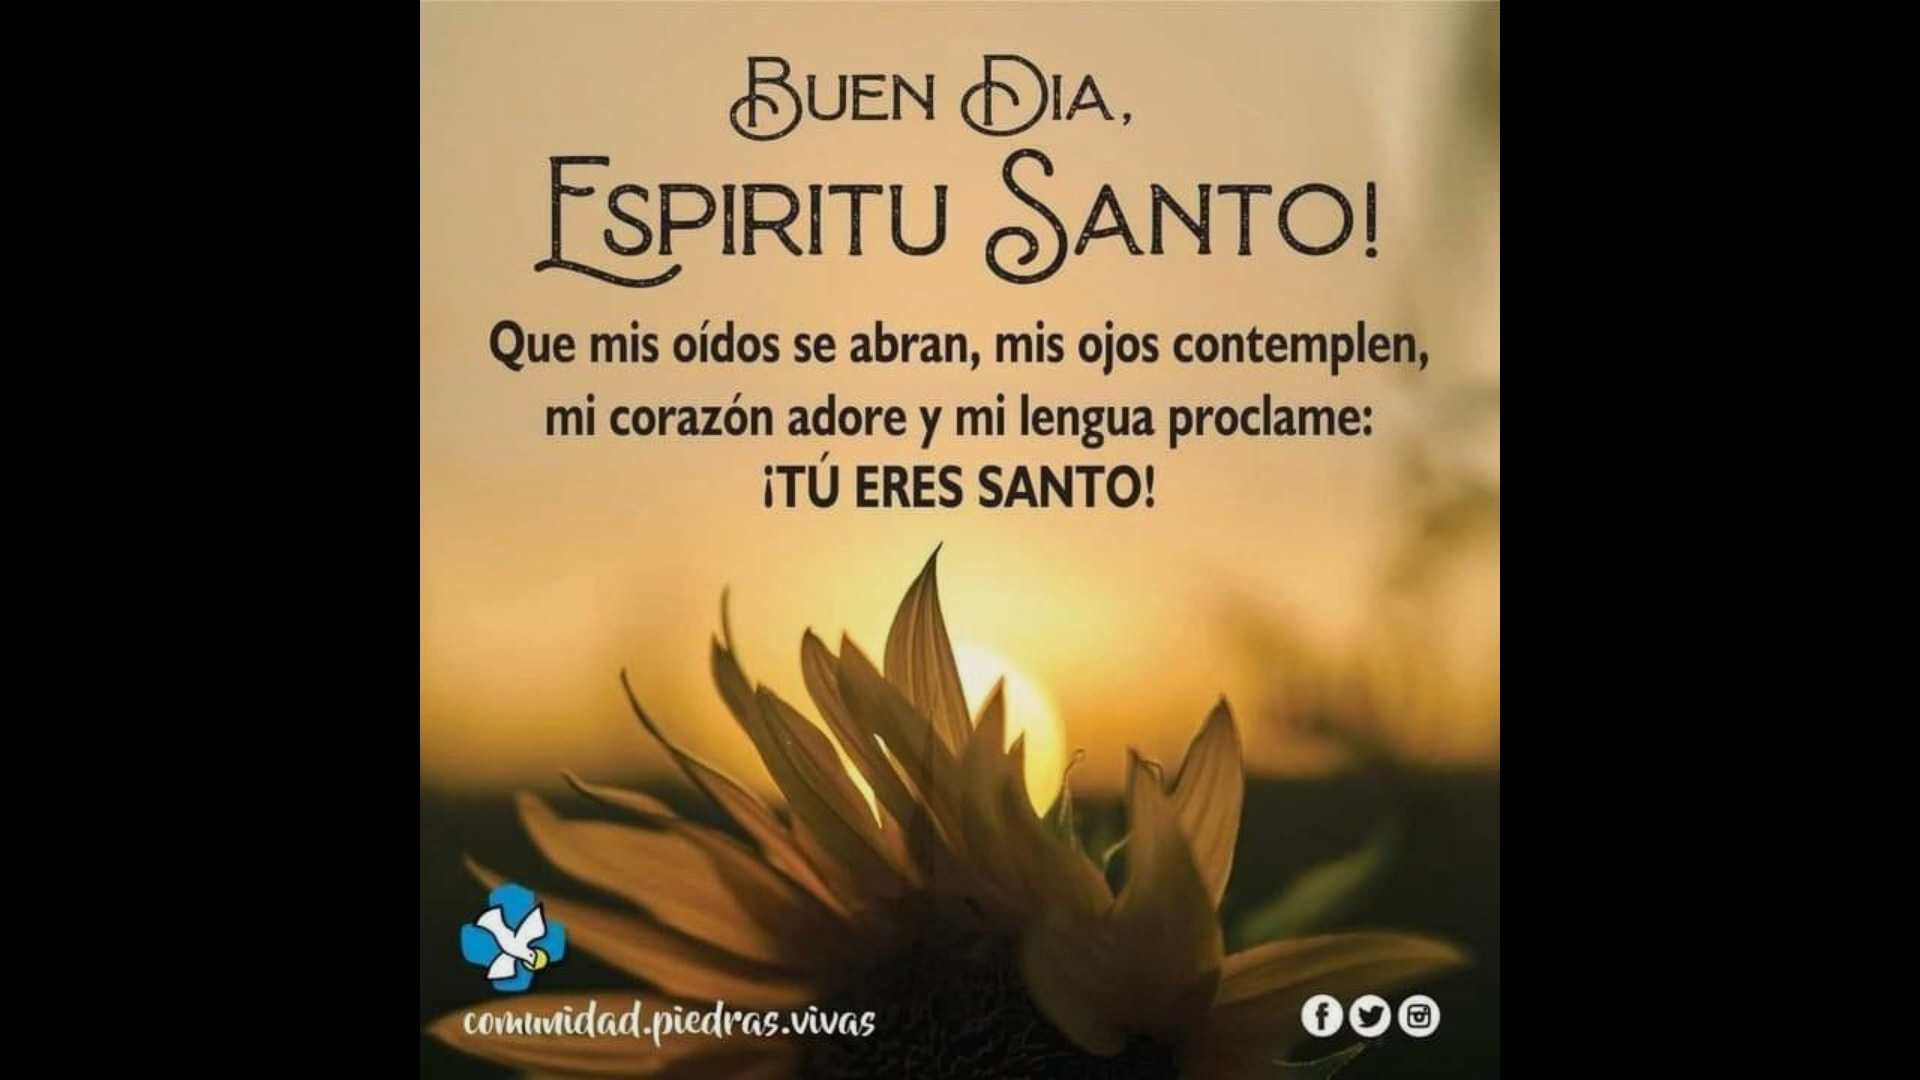 BUEN DIA,
ESPIRITU SANTO!
Que mis oídos se abran, mis ojos contemplen,
mi corazón adore y mi lengua proclame:
¡TÚ ERES SANTO!
comunidad.piedras.vivas